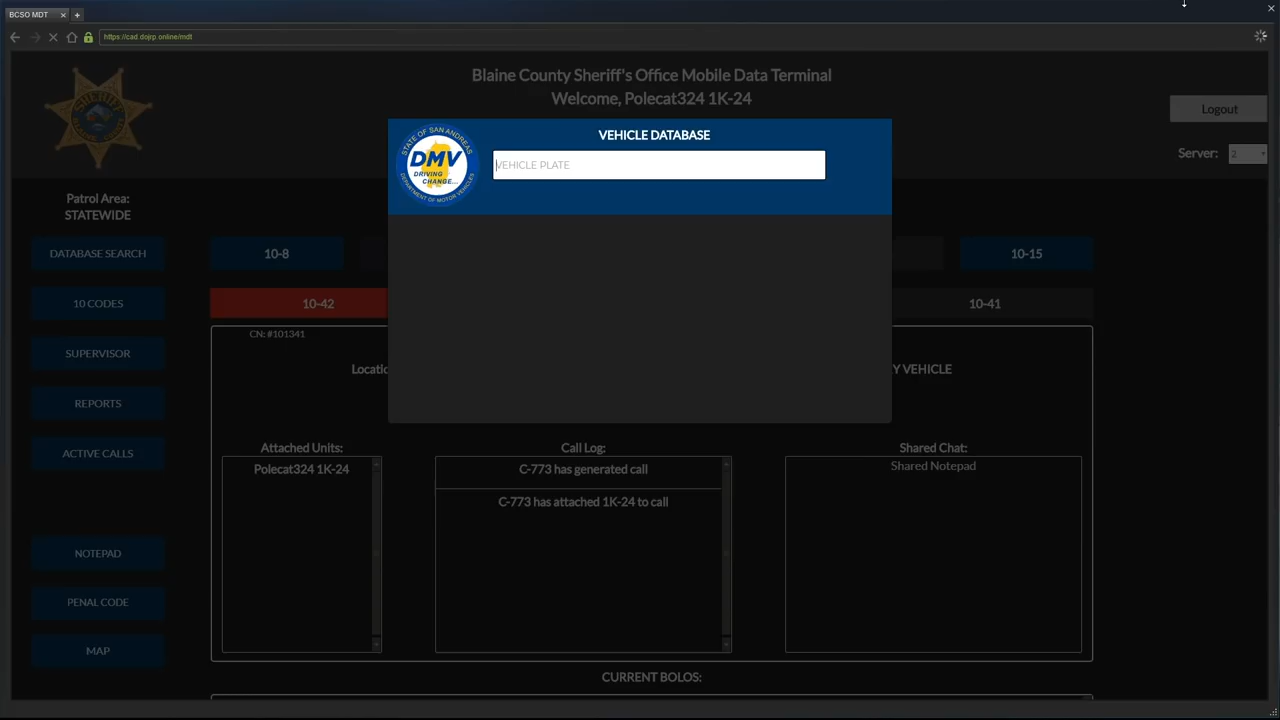 BCSO MDT
https://cad.dojrp.online/mdt
Blaine County Sheriff's Office Mobile Data Terminal
Welcome, Polecat324 1K-24
Logout
Server: 2
SHERIFF
STATE OF SAN ANDREAS
DMV
DRIVING
CHANGE...
DEPARTMENT OF MOTOR VEHICLES
VEHICLE DATABASE
VEHICLE PLATE
Patrol Area:
STATEWIDE
DATABASE SEARCH
10 CODES
SUPERVISOR
REPORTS
ACTIVE CALLS
NOTEPAD
PENAL CODE
MAP
10-8
10-15
10-42
10-41
CN: #101341
Locatio
Y VEHICLE
Attached Units:
Polecat324 1K-24
Call Log:
C-773 has generated call
C-773 has attached 1K-24 to call
Shared Chat:
Shared Notepad
CURRENT BOLOS: